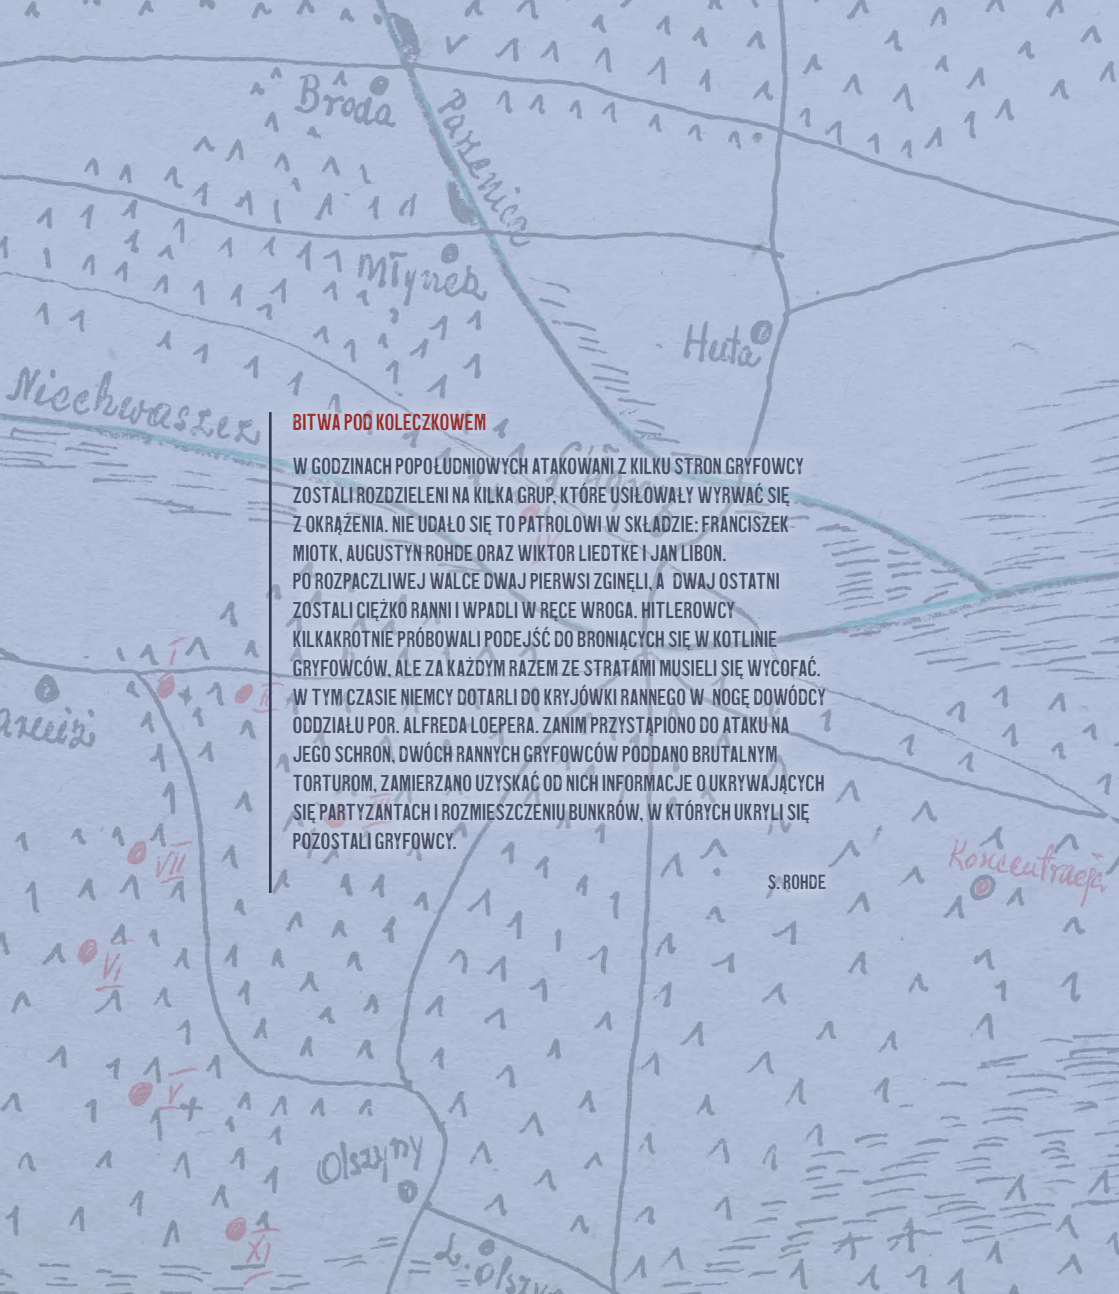 Broda
Parzenica
Młynek
Huta
Niechwaszcz
BITWA POD KOLECZKOWEM
W GODZINACH POPOŁUDNIOWYCH ATAKOWANI Z KILKU STRON GRYFOWCY
ZOSTALI ROZDZIELENI NA KILKA GRUP, KTÓRE USIŁOWAŁY WYRWAĆ SIĘ
Z OKRĄŻENIA. NIE UDAŁO SIĘ TO PATROLOWI W SKŁADZIE: FRANCISZEK
MIOTK, AUGUSTYN ROHDE ORAZ WIKTOR LIEDTKE I JAN LIBON.
PO ROZPACZLIWEJ WALCE DWAJ PIERWSI ZGINĘLI, A DWAJ OSTATNI
ZOSTALI CIĘŻKO RANNI I WPADLI W RĘCE WROGA. HITLEROWCY
KILKAKROTNIE PRÓBOWALI PODEJŚĆ DO BRONIĄCYCH SIĘ W KOTLINIE
GRYFOWCÓW, ALE ZA KAŻDYM RAZEM ZE STRATAMI MUSIELI SIĘ WYCOFAĆ.
W TYM CZASIE NIEMCY DOTARLI DO KRYJÓWKI RANNEGO W NOGĘ DOWÓDCY
ODDZIAŁU POR. ALFREDA LOEPERA. ZANIM PRZYSTĄPIONO DO ATAKU NA
JEGO SCHRON, DWÓCH RANNYCH GRYFOWCÓW PODDANO BRUTALNYM
TORTUROM, ZAMIERZANO UZYSKAĆ OD NICH INFORMACJE O UKRYWAJĄCYCH
SIĘ PARTYZANTACH I ROZMIESZCZENIU BUNKRÓW, W KTÓRYCH UKRYLI SIĘ
POZOSTALI GRYFOWCY.
S. ROHDE
I
II
III
IV
VII
Koncentracja
VI
V
Olszyny
XI
L.